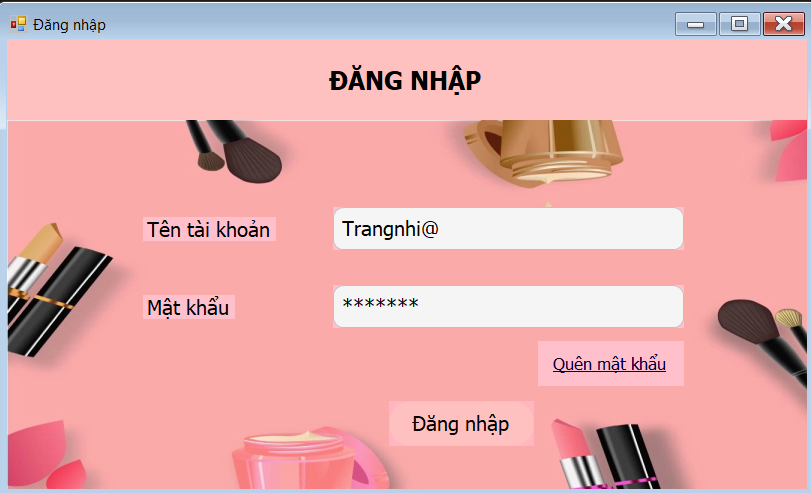 Đăng nhập
ĐĂNG NHẬP
Tên tài khoản
Trangnhi@
Mật khẩu
*******
Quên mật khẩu
Đăng nhập